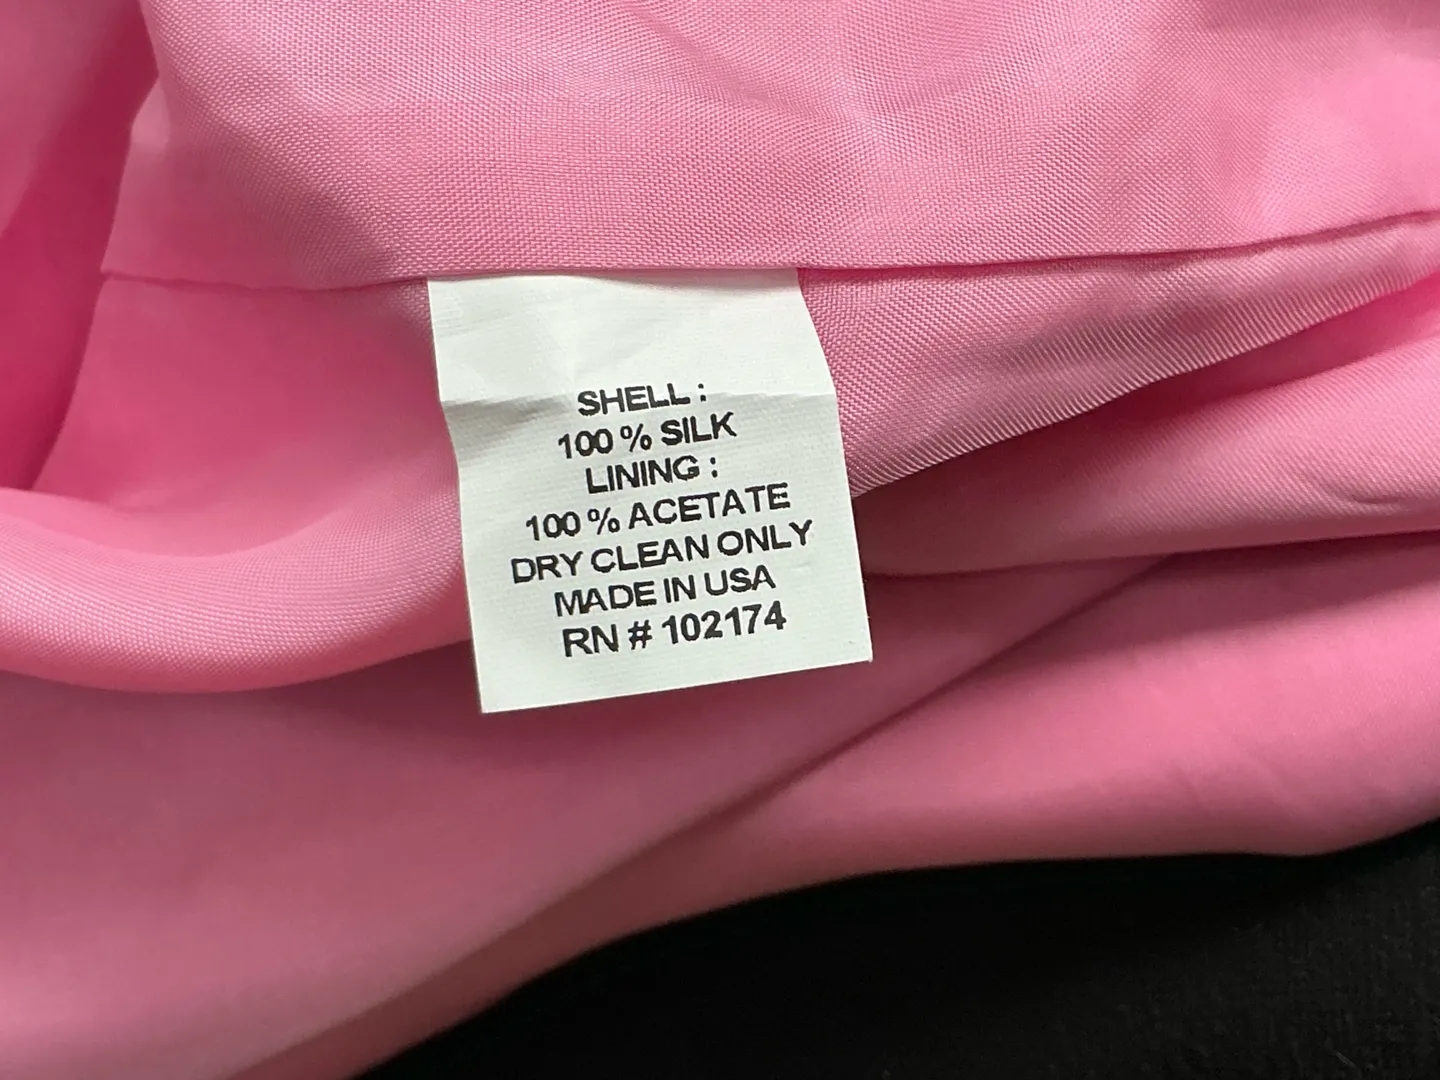 SHELL :
100 % SILK
LINING :
100 % ACETATE
DRY CLEAN ONLY
MADE IN USA
RN # 102174